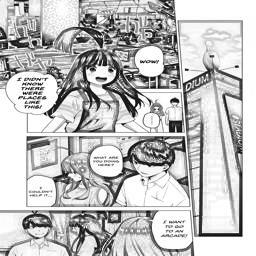 WOW!
I DIDN'T
KNOW
THERE
WERE
PLACES
LIKE
THIS!
WHAT ARE
YOU DOING
HERE?
I
COULDN'T
HELP IT...
I WANT
TO GO
TO AN
ARCADE!